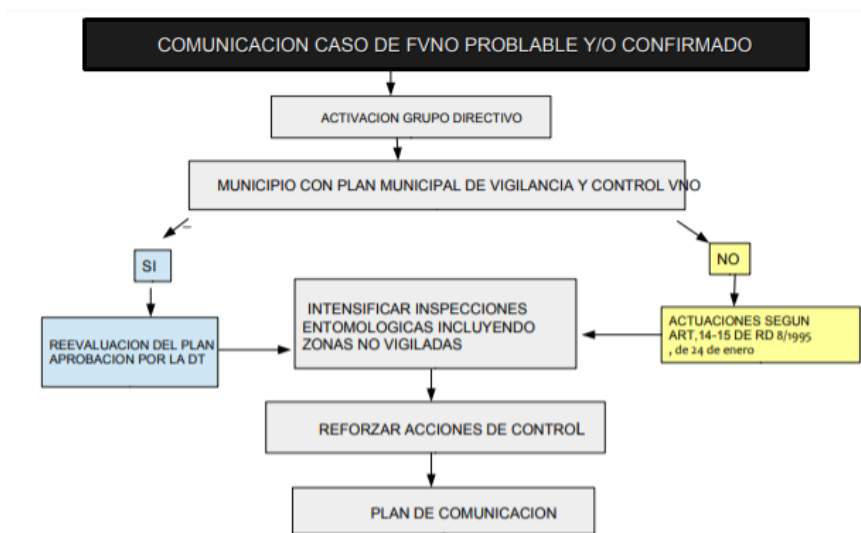 COMUNICACION CASO DE FVNO PROBLABLE Y/O CONFIRMADO
ACTIVACION GRUPO DIRECTIVO
MUNICIPIO CON PLAN MUNICIPAL DE VIGILANCIA Y CONTROL VNO
SI
NO
REEVALUACION DEL PLAN
APROBACION POR LA DT
INTENSIFICAR INSPECCIONES
ENTOMOLOGICAS INCLUYENDO
ZONAS NO VIGILADAS
ACTUACIONES SEGUN
ART,14-15 DE RD 8/1995
, de 24 de enero
REFORZAR ACCIONES DE CONTROL
PLAN DE COMUNICACION